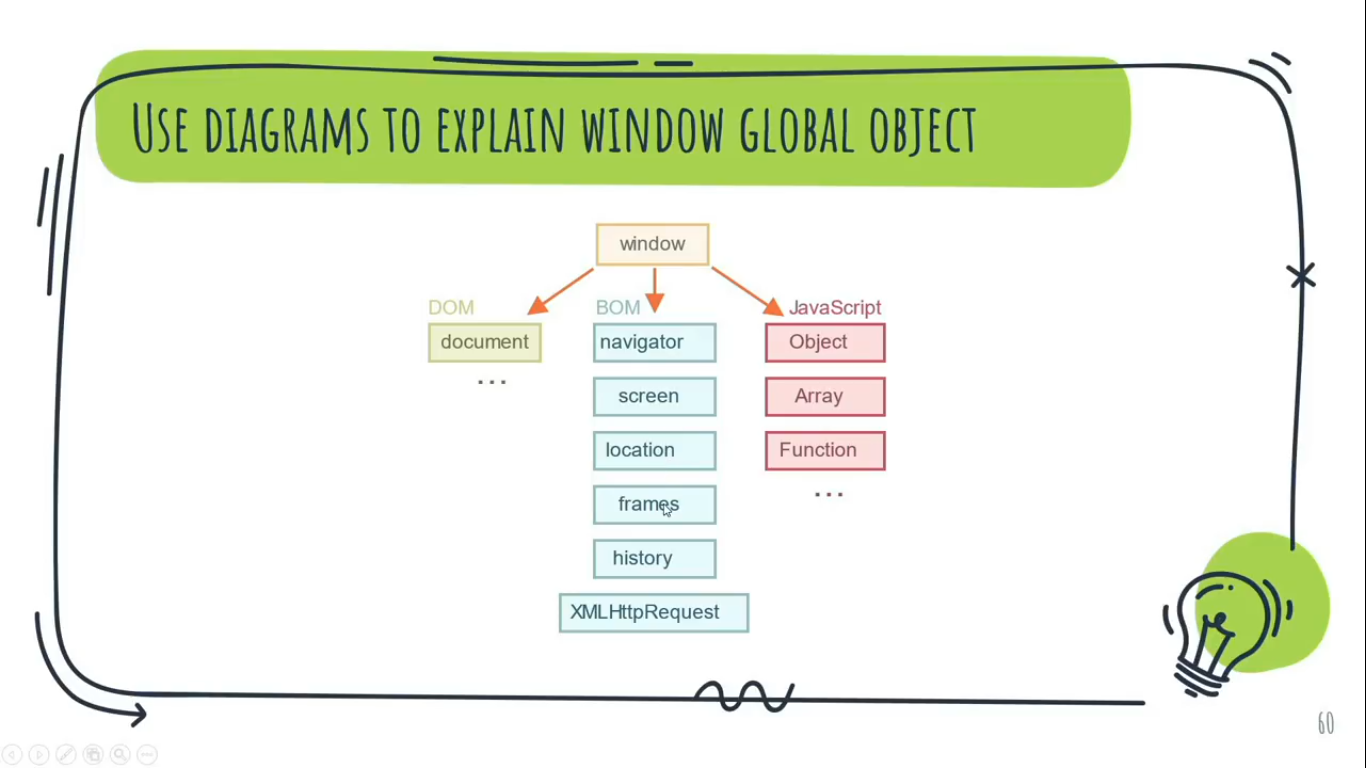 Use diagrams to explain window global object
window
DOM
BOM
JavaScript
document
navigator
Object
...
screen
Array
location
Function
frames
...
history
XMLHttpRequest
60